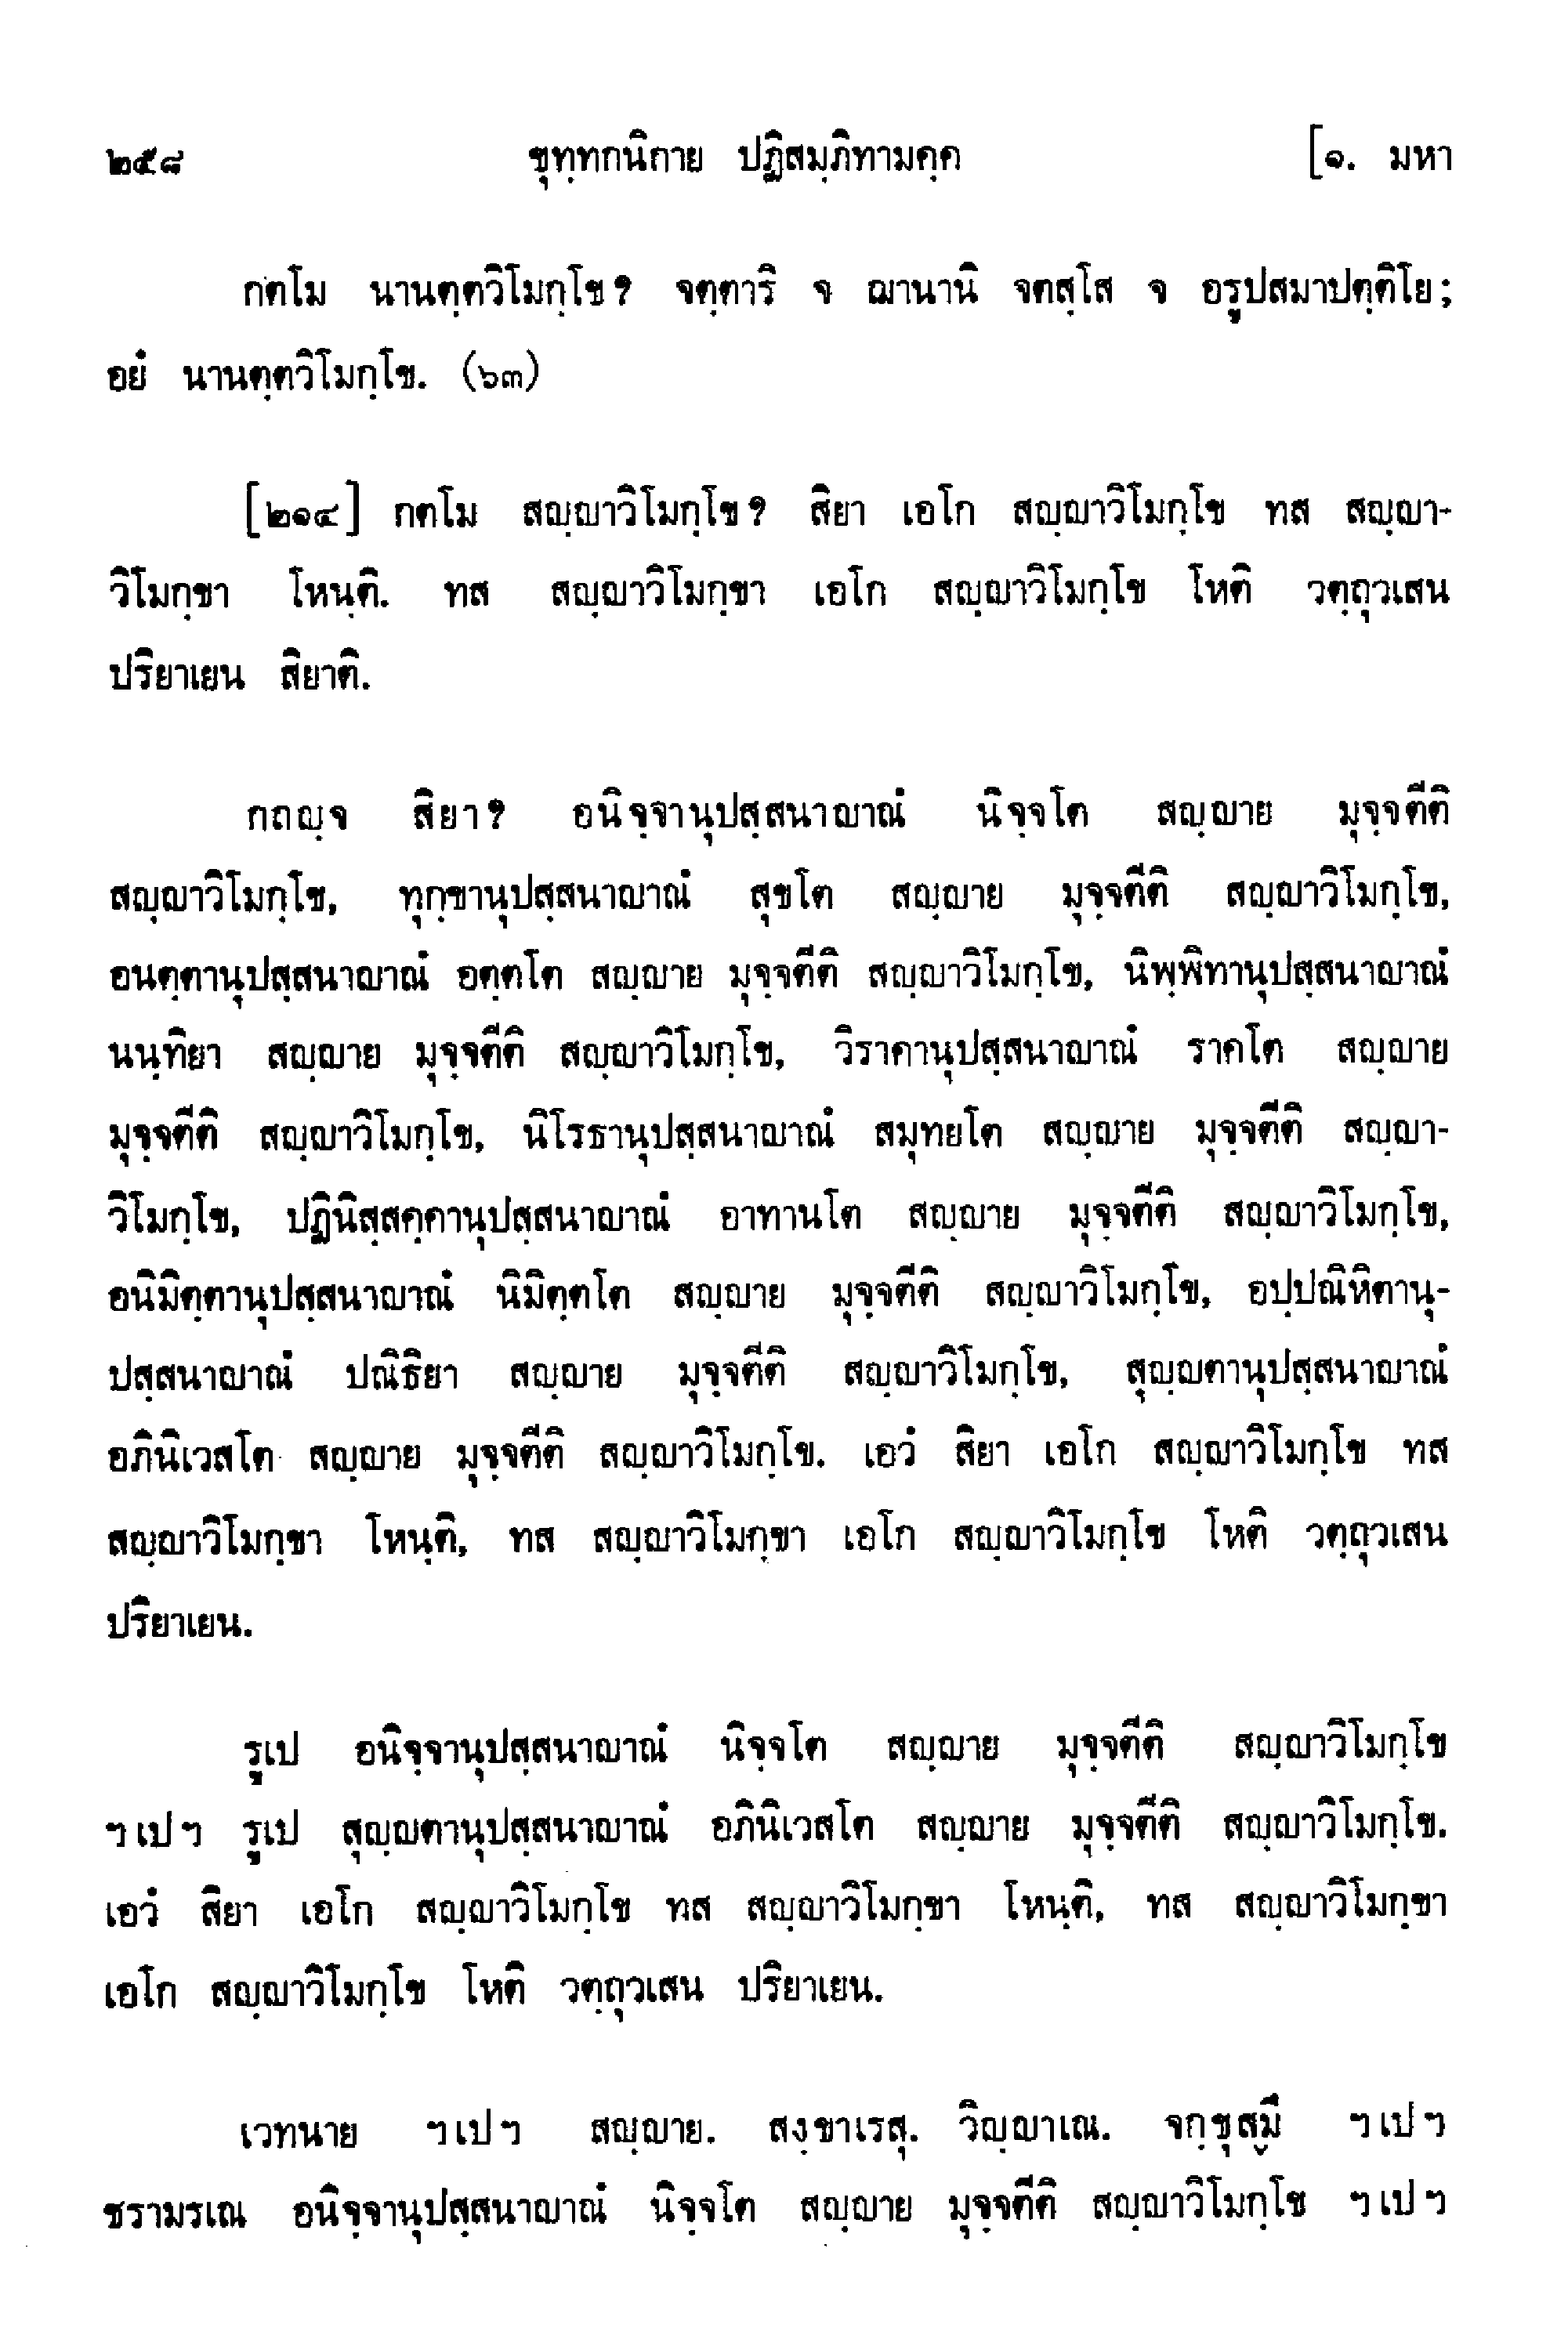 ๒๕๘ ขุทฺทกนิกาย ปฏิสมฺภิทามคฺค [๑. มหา
กตโม นานตฺตวิโมกฺโข? จตฺตาริ จ ฌานานิ จตสฺโส จ อรูปสมาปตฺติโย;
อยํ นานตฺตวิโมกฺโข. (๖๓)
[๒๑๔] กตโม สญฺญาวิโมกฺโข? สิยา เอโก สญฺญาวิโมกฺโข ทส สญฺญา-
วิโมกฺขา โหนฺติ. ทส สญฺญาวิโมกฺขา เอโก สญฺญาวิโมกฺโข โหติ วตฺถุวเสน
ปริยาเยน สิยาติ.
กถญฺจ สิยา? อนิจฺจานุปสฺสนาญาณํ นิจฺจโต สญฺญาย มุจฺจตีติ
สญฺญาวิโมกฺโข, ทุกฺขานุปสฺสนาญาณํ สุขโต สญฺญาย มุจฺจตีติ สญฺญาวิโมกฺโข,
อนตฺตานุปสฺสนาญาณํ อตฺตโต สญฺญาย มุจฺจตีติ สญฺญาวิโมกฺโข, นิพฺพิทานุปสฺสนาญาณํ
นนฺทิยา สญฺญาย มุจฺจตีติ สญฺญาวิโมกฺโข, วิราคานุปสฺสนาญาณํ ราคโต สญฺญาย
มุจฺจตีติ สญฺญาวิโมกฺโข, นิโรธานุปสฺสนาญาณํ สมุทยโต สญฺญาย มุจฺจตีติ สญฺญา-
วิโมกฺโข, ปฏินิสฺสคฺคานุปสฺสนาญาณํ อาทานโต สญฺญาย มุจฺจตีติ สญฺญาวิโมกฺโข,
อนิมิตฺตานุปสฺสนาญาณํ นิมิตฺตโต สญฺญาย มุจฺจตีติ สญฺญาวิโมกฺโข, อปฺปณิหิตานุ-
ปสฺสนาญาณํ ปณิธิยา สญฺญาย มุจฺจตีติ สญฺญาวิโมกฺโข, สุญฺญตานุปสฺสนาญาณํ
อภินิเวสโต สญฺญาย มุจฺจตีติ สญฺญาวิโมกฺโข. เอวํ สิยา เอโก สญฺญาวิโมกฺโข ทส
สญฺญาวิโมกฺขา โหนฺติ, ทส สญฺญาวิโมกฺขา เอโก สญฺญาวิโมกฺโข โหติ วตฺถุวเสน
ปริยาเยน.
รูเป อนิจฺจานุปสฺสนาญาณํ นิจฺจโต สญฺญาย มุจฺจตีติ สญฺญาวิโมกฺโข
ฯเปฯ รูเป สุญฺญตานุปสฺสนาญาณํ อภินิเวสโต สญฺญาย มุจฺจตีติ สญฺญาวิโมกฺโข.
เอวํ สิยา เอโก สญฺญาวิโมกฺโข ทส สญฺญาวิโมกฺขา โหนฺติ, ทส สญฺญาวิโมกฺขา
เอโก สญฺญาวิโมกฺโข โหติ วตฺถุวเสน ปริยาเยน.
เวทนาย ฯเปฯ สญฺญาย. สงฺขาเรสุ. วิญฺญาเณ. จกฺขุสฺมึ ฯเปฯ
ชรามรเณ อนิจฺจานุปสฺสนาญาณํ นิจฺจโต สญฺญาย มุจฺจตีติ สญฺญาวิโมกฺโข ฯเปฯ